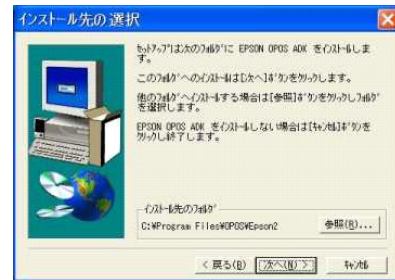 インストール先の選択
ｾｯﾄｱｯﾌﾟは次のﾌｫﾙﾀﾞに EPSON OPOS ADK をｲﾝｽﾄｰﾙしま
す。
このﾌｫﾙﾀﾞへのｲﾝｽﾄｰﾙは[次へ]ﾎﾞﾀﾝをｸﾘｯｸします。
他のﾌｫﾙﾀﾞへｲﾝｽﾄｰﾙする場合は[参照]ﾎﾞﾀﾝをｸﾘｯｸしﾌｫﾙﾀﾞ
を選択します。
EPSON OPOS ADK をｲﾝｽﾄｰﾙしない場合は[ｷｬﾝｾﾙ]ﾎﾞﾀﾝを
ｸﾘｯｸし終了します。
ｲﾝｽﾄｰﾙ先のﾌｫﾙﾀﾞ
C:¥Program Files¥OPOS¥Epson2
参照(R)...
< 戻る(B)
次へ(N) >
ｷｬﾝｾﾙ